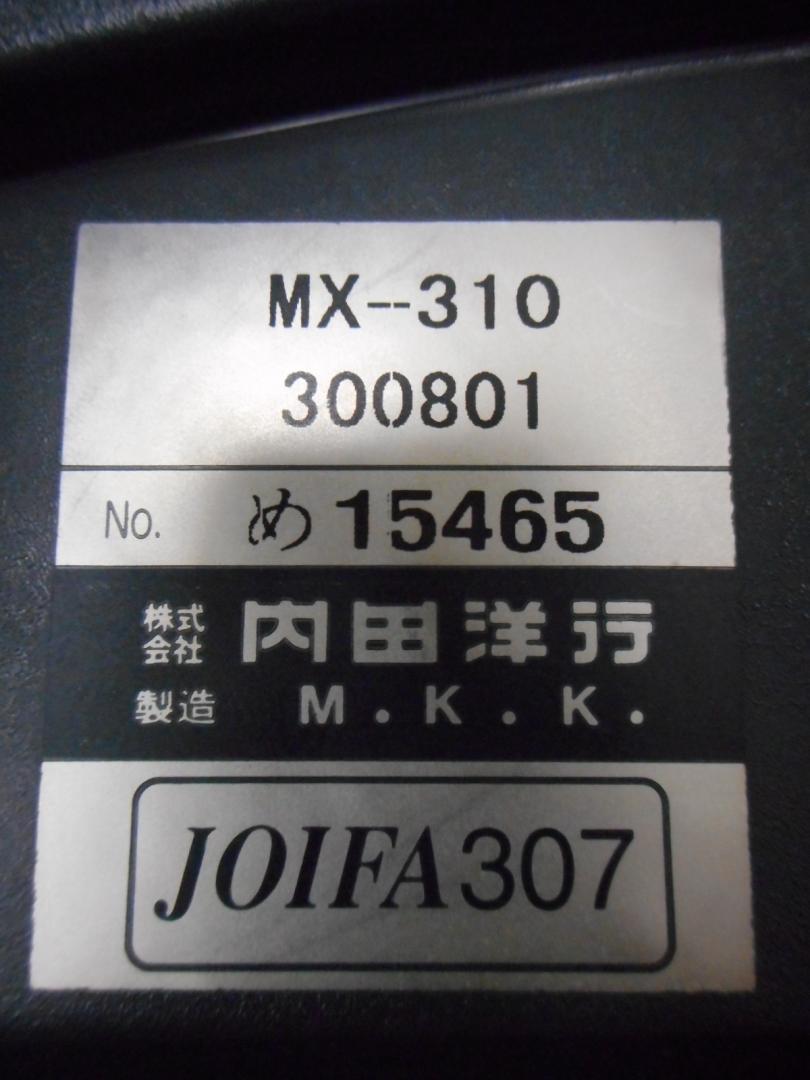 MX--310
300801
No. め15465
株式会社 内田洋行
製造 M.K.K.
JOIFA307